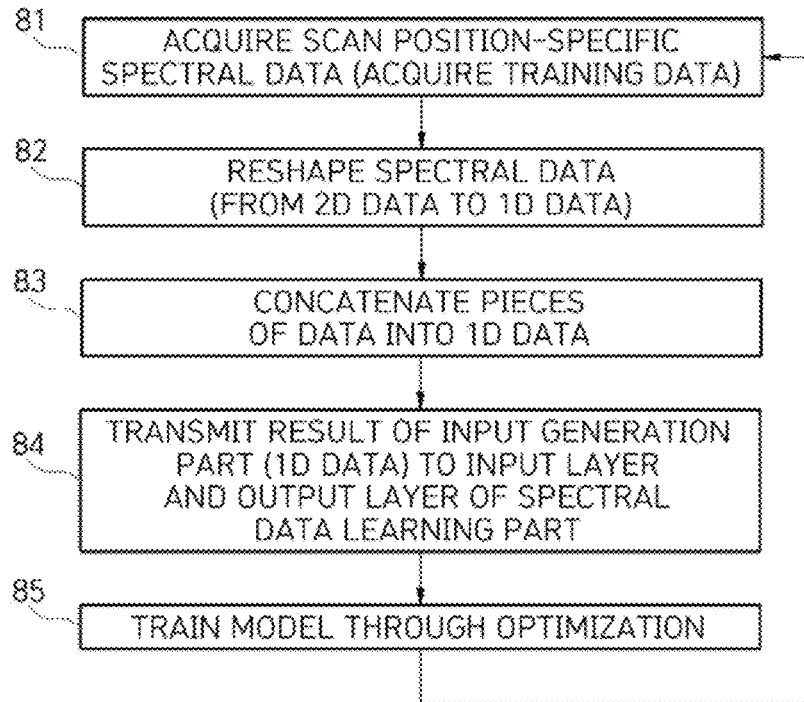 81
ACQUIRE SCAN POSITION-SPECIFIC
SPECTRAL DATA (ACQUIRE TRAINING DATA)
82
RESHAPE SPECTRAL DATA
(FROM 2D DATA TO 1D DATA)
83
CONCATENATE PIECES
OF DATA INTO 1D DATA
84
TRANSMIT RESULT OF INPUT GENERATION
PART (1D DATA) TO INPUT LAYER
AND OUTPUT LAYER OF SPECTRAL
DATA LEARNING PART
85
TRAIN MODEL THROUGH OPTIMIZATION